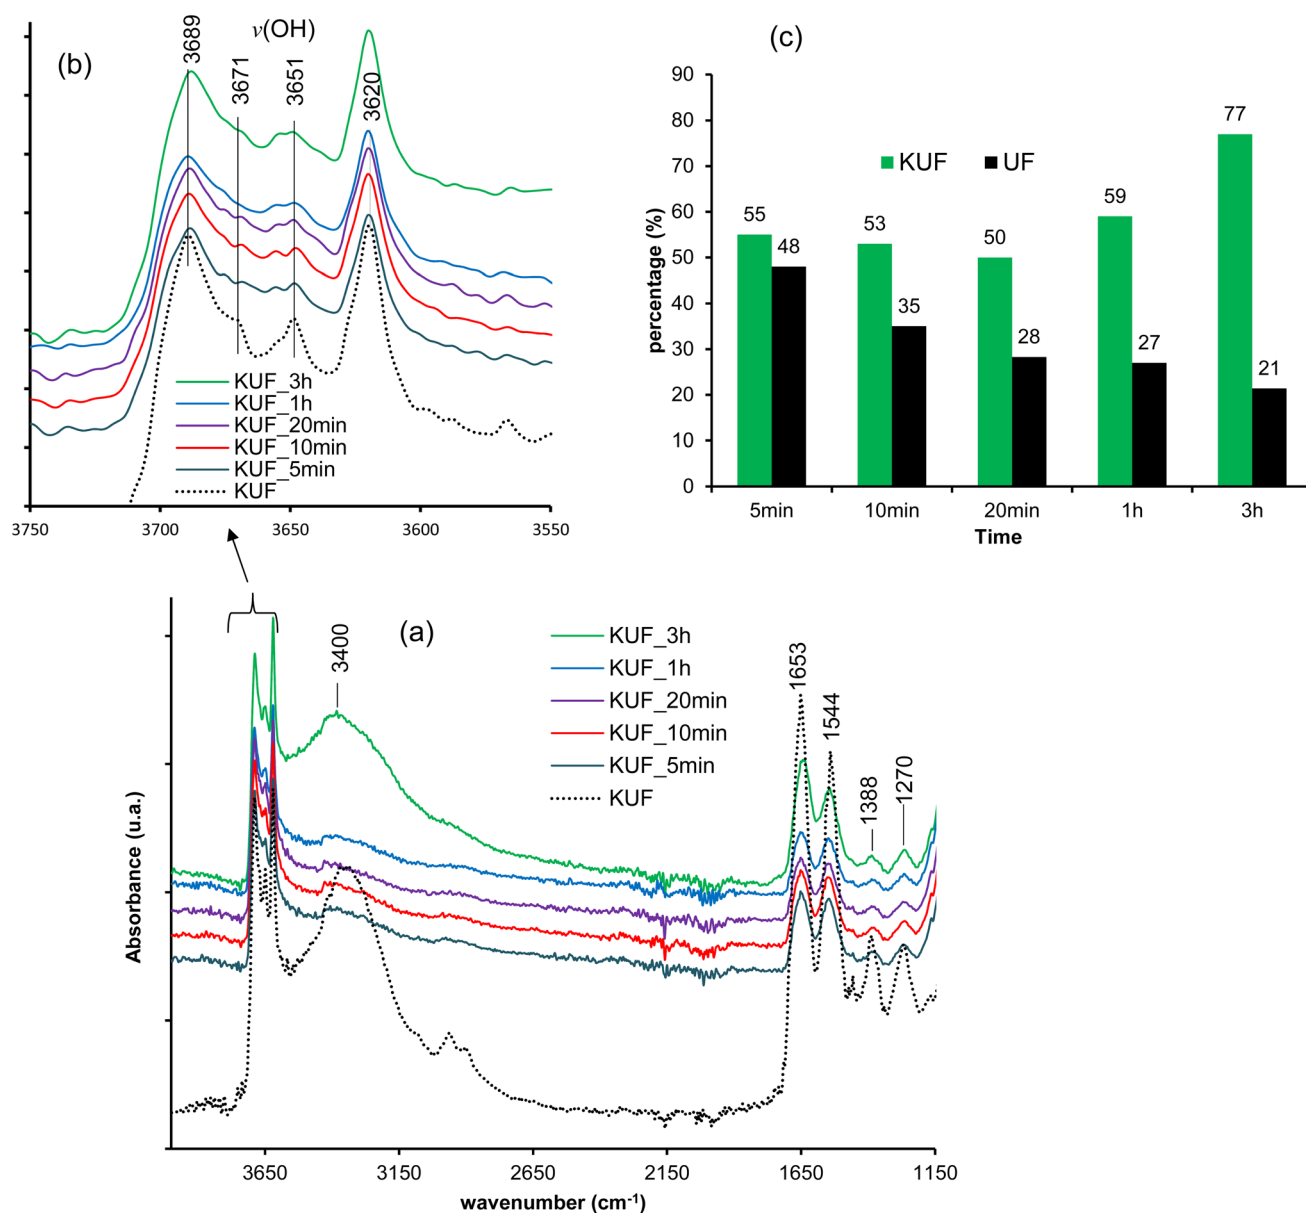 (b)
3689
3671
ν(OH)
3651
3620
KUF_3h
KUF_1h
KUF_20min
KUF_10min
KUF_5min
KUF
3750
3700
3650
3600
3550
(c)
90
80
70
60
50
40
30
20
10
0
percentage (%)
KUF
UF
55
48
53
35
50
28
59
27
77
21
5min
10min
20min
1h
3h
Time
(a)
3400
KUF_3h
KUF_1h
KUF_20min
KUF_10min
KUF_5min
KUF
1653
1544
1388
1270
Absorbance (u.a.)
3650
3150
2650
2150
1650
1150
wavenumber (cm⁻¹)